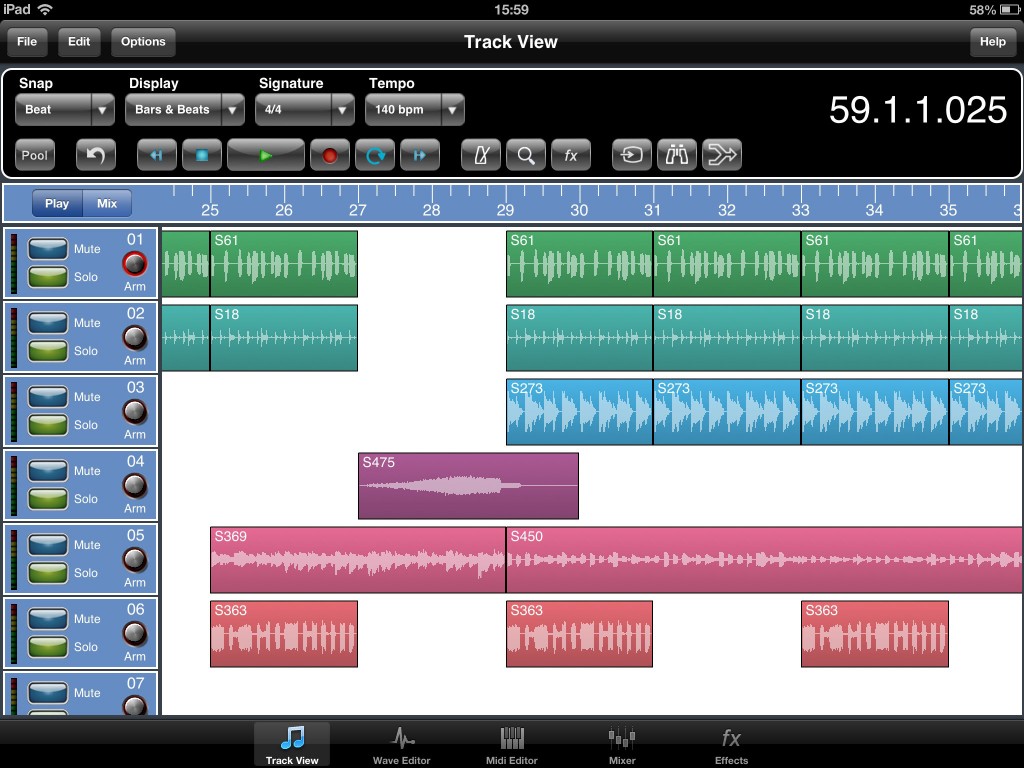 iPad 15:59 58%
File Edit Options Track View Help
Snap Display Signature Tempo
Beat Bars & Beats 4/4 140 bpm 59.1.1.025
Pool fx
Play Mix 25 26 27 28 29 30 31 32 33 34 35 3
01 S61 S61 S61 S61 S61
Mute
Solo
Arm
02 S18 S18 S18 S18 S18
Mute
Solo
Arm
03 S273 S273 S273 S273
Mute
Solo
Arm
04 S475
Mute
Solo
Arm
05 S369 S450
Mute
Solo
Arm
06 S363 S363 S363
Mute
Solo
Arm
07
Mute
fx
Track View Wave Editor Midi Editor Mixer Effects